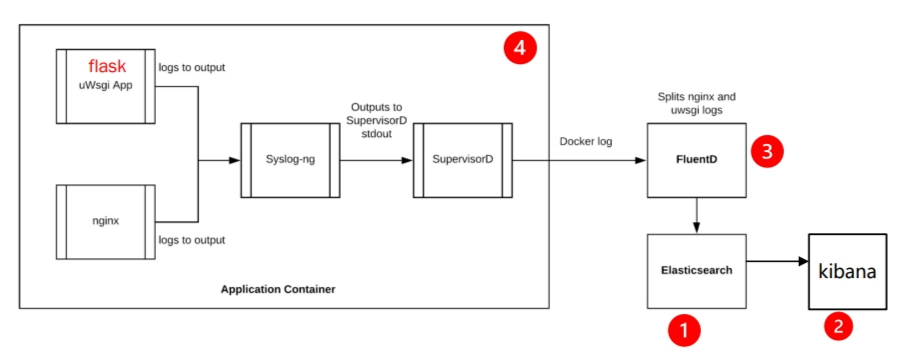 4
flask
uWsgi App
logs to output
Outputs to
SupervisorD
stdout
Splits nginx and
uwsgi logs
Docker log
Syslog-ng
SupervisorD
FluentD
3
nginx
logs to output
Elasticsearch
kibana
Application Container
1
2